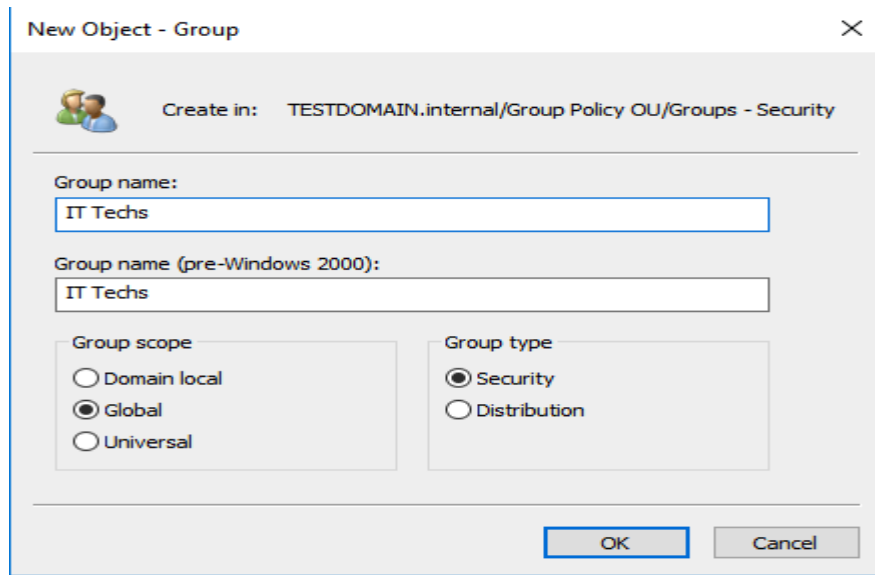 New Object - Group
Create in: TESTDOMAIN.internal/Group Policy OU/Groups - Security
Group name:
IT Techs
Group name (pre-Windows 2000):
IT Techs
Group scope
Domain local
Global
Universal
Group type
Security
Distribution
OK
Cancel